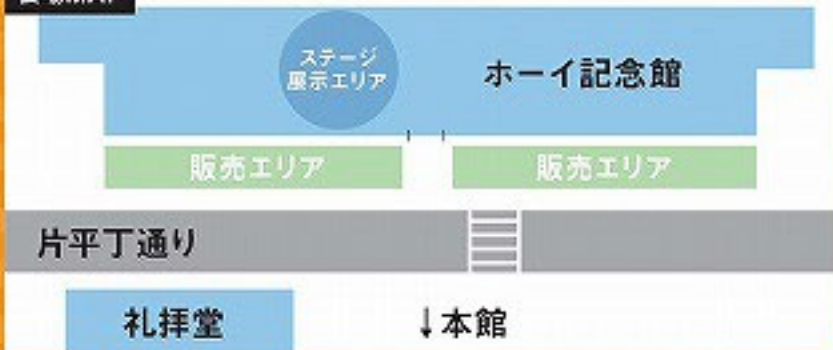 ステージ
展示エリア
ホーイ記念館
販売エリア
販売エリア
片平丁通り
礼拝堂
↓本館